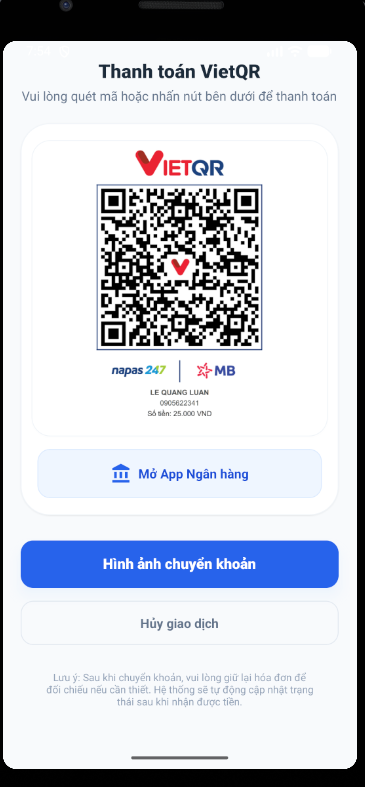 Thanh toán VietQR
Vui lòng quét mã hoặc nhấn nút bên dưới để thanh toán
VIETQR
napas 247
MB
LE QUANG LUAN
0905622341
Số tiền: 25.000 VND
Mở App Ngân hàng
Hình ảnh chuyển khoản
Hủy giao dịch
Lưu ý: Sau khi chuyển khoản, vui lòng giữ lại hóa đơn để
đối chiếu nếu cần thiết. Hệ thống sẽ tự động cập nhật trạng
thái sau khi nhận được tiền.